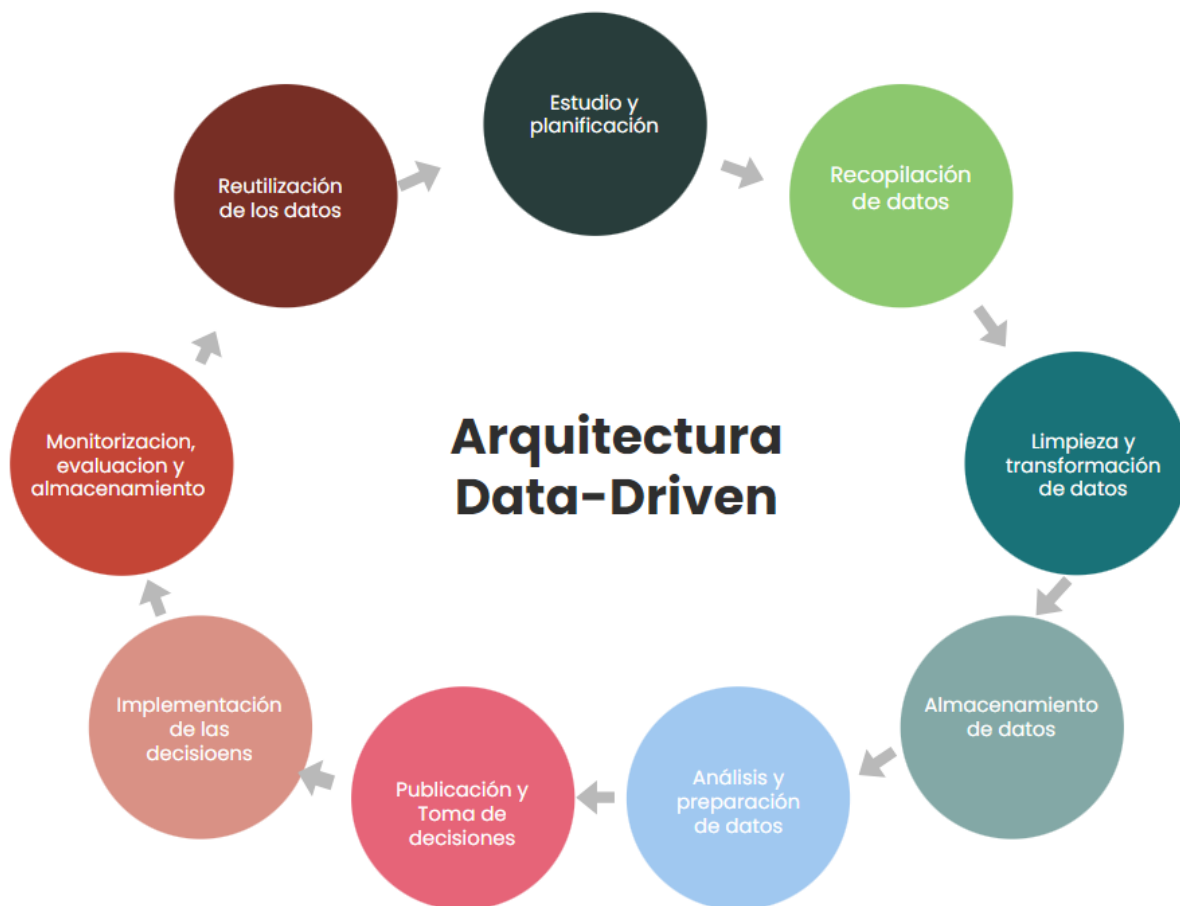 Estudio y
planificación
Recopilación
de datos
Limpieza y
transformación
de datos
Almacenamiento
de datos
Análisis y
preparación
de datos
Publicación y
Toma de
decisiones
Implementación
de las
decisioens
Monitorizacion,
evaluacion y
almacenamiento
Reutilización
de los datos
Arquitectura
Data-Driven